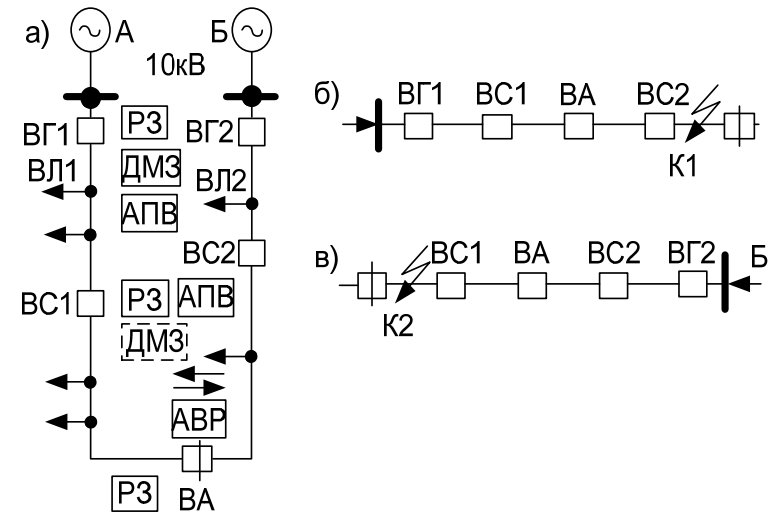 а) А Б
10кВ
ВГ1 РЗ ВГ2
ВЛ1 ДМЗ ВЛ2
АПВ
ВС2
ВС1 РЗ АПВ
ДМЗ
АВР
РЗ ВА
б) ВГ1 ВС1 ВА ВС2
К1
в) ВС1 ВА ВС2 ВГ2 Б
К2